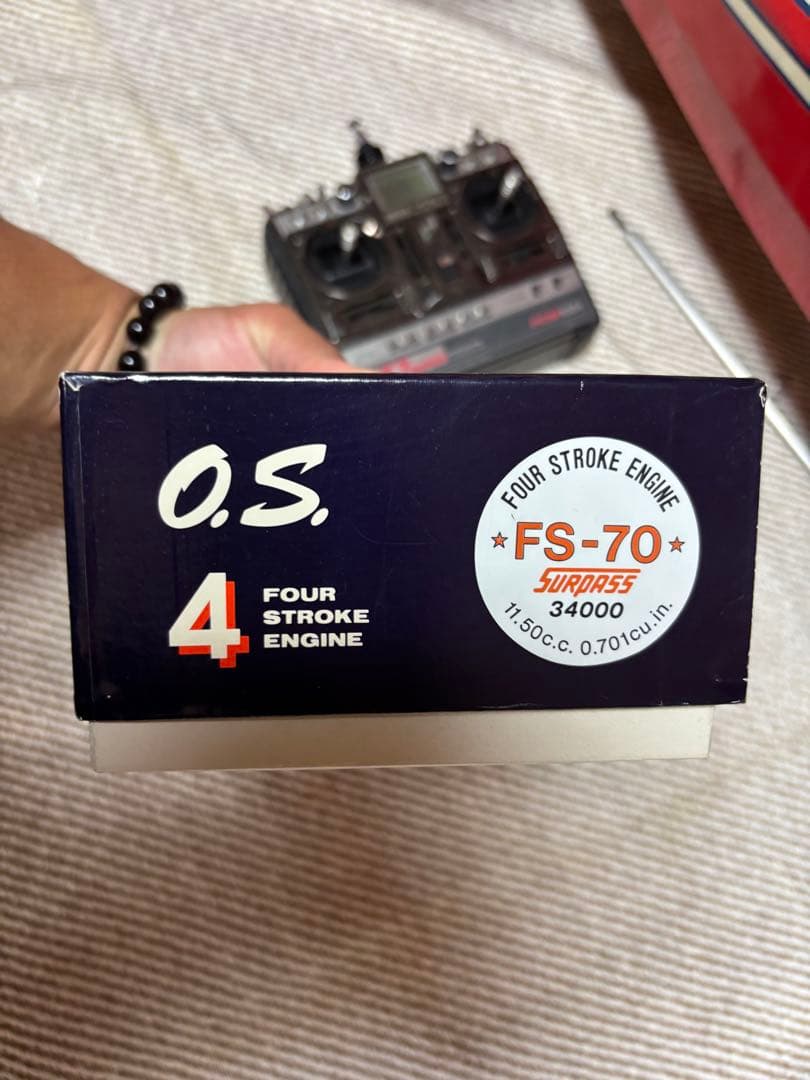 O.S.
4 FOUR
STROKE
ENGINE
FOUR STROKE ENGINE
★FS-70★
SURPASS
34000
11.50c.c. 0.701cu.in.